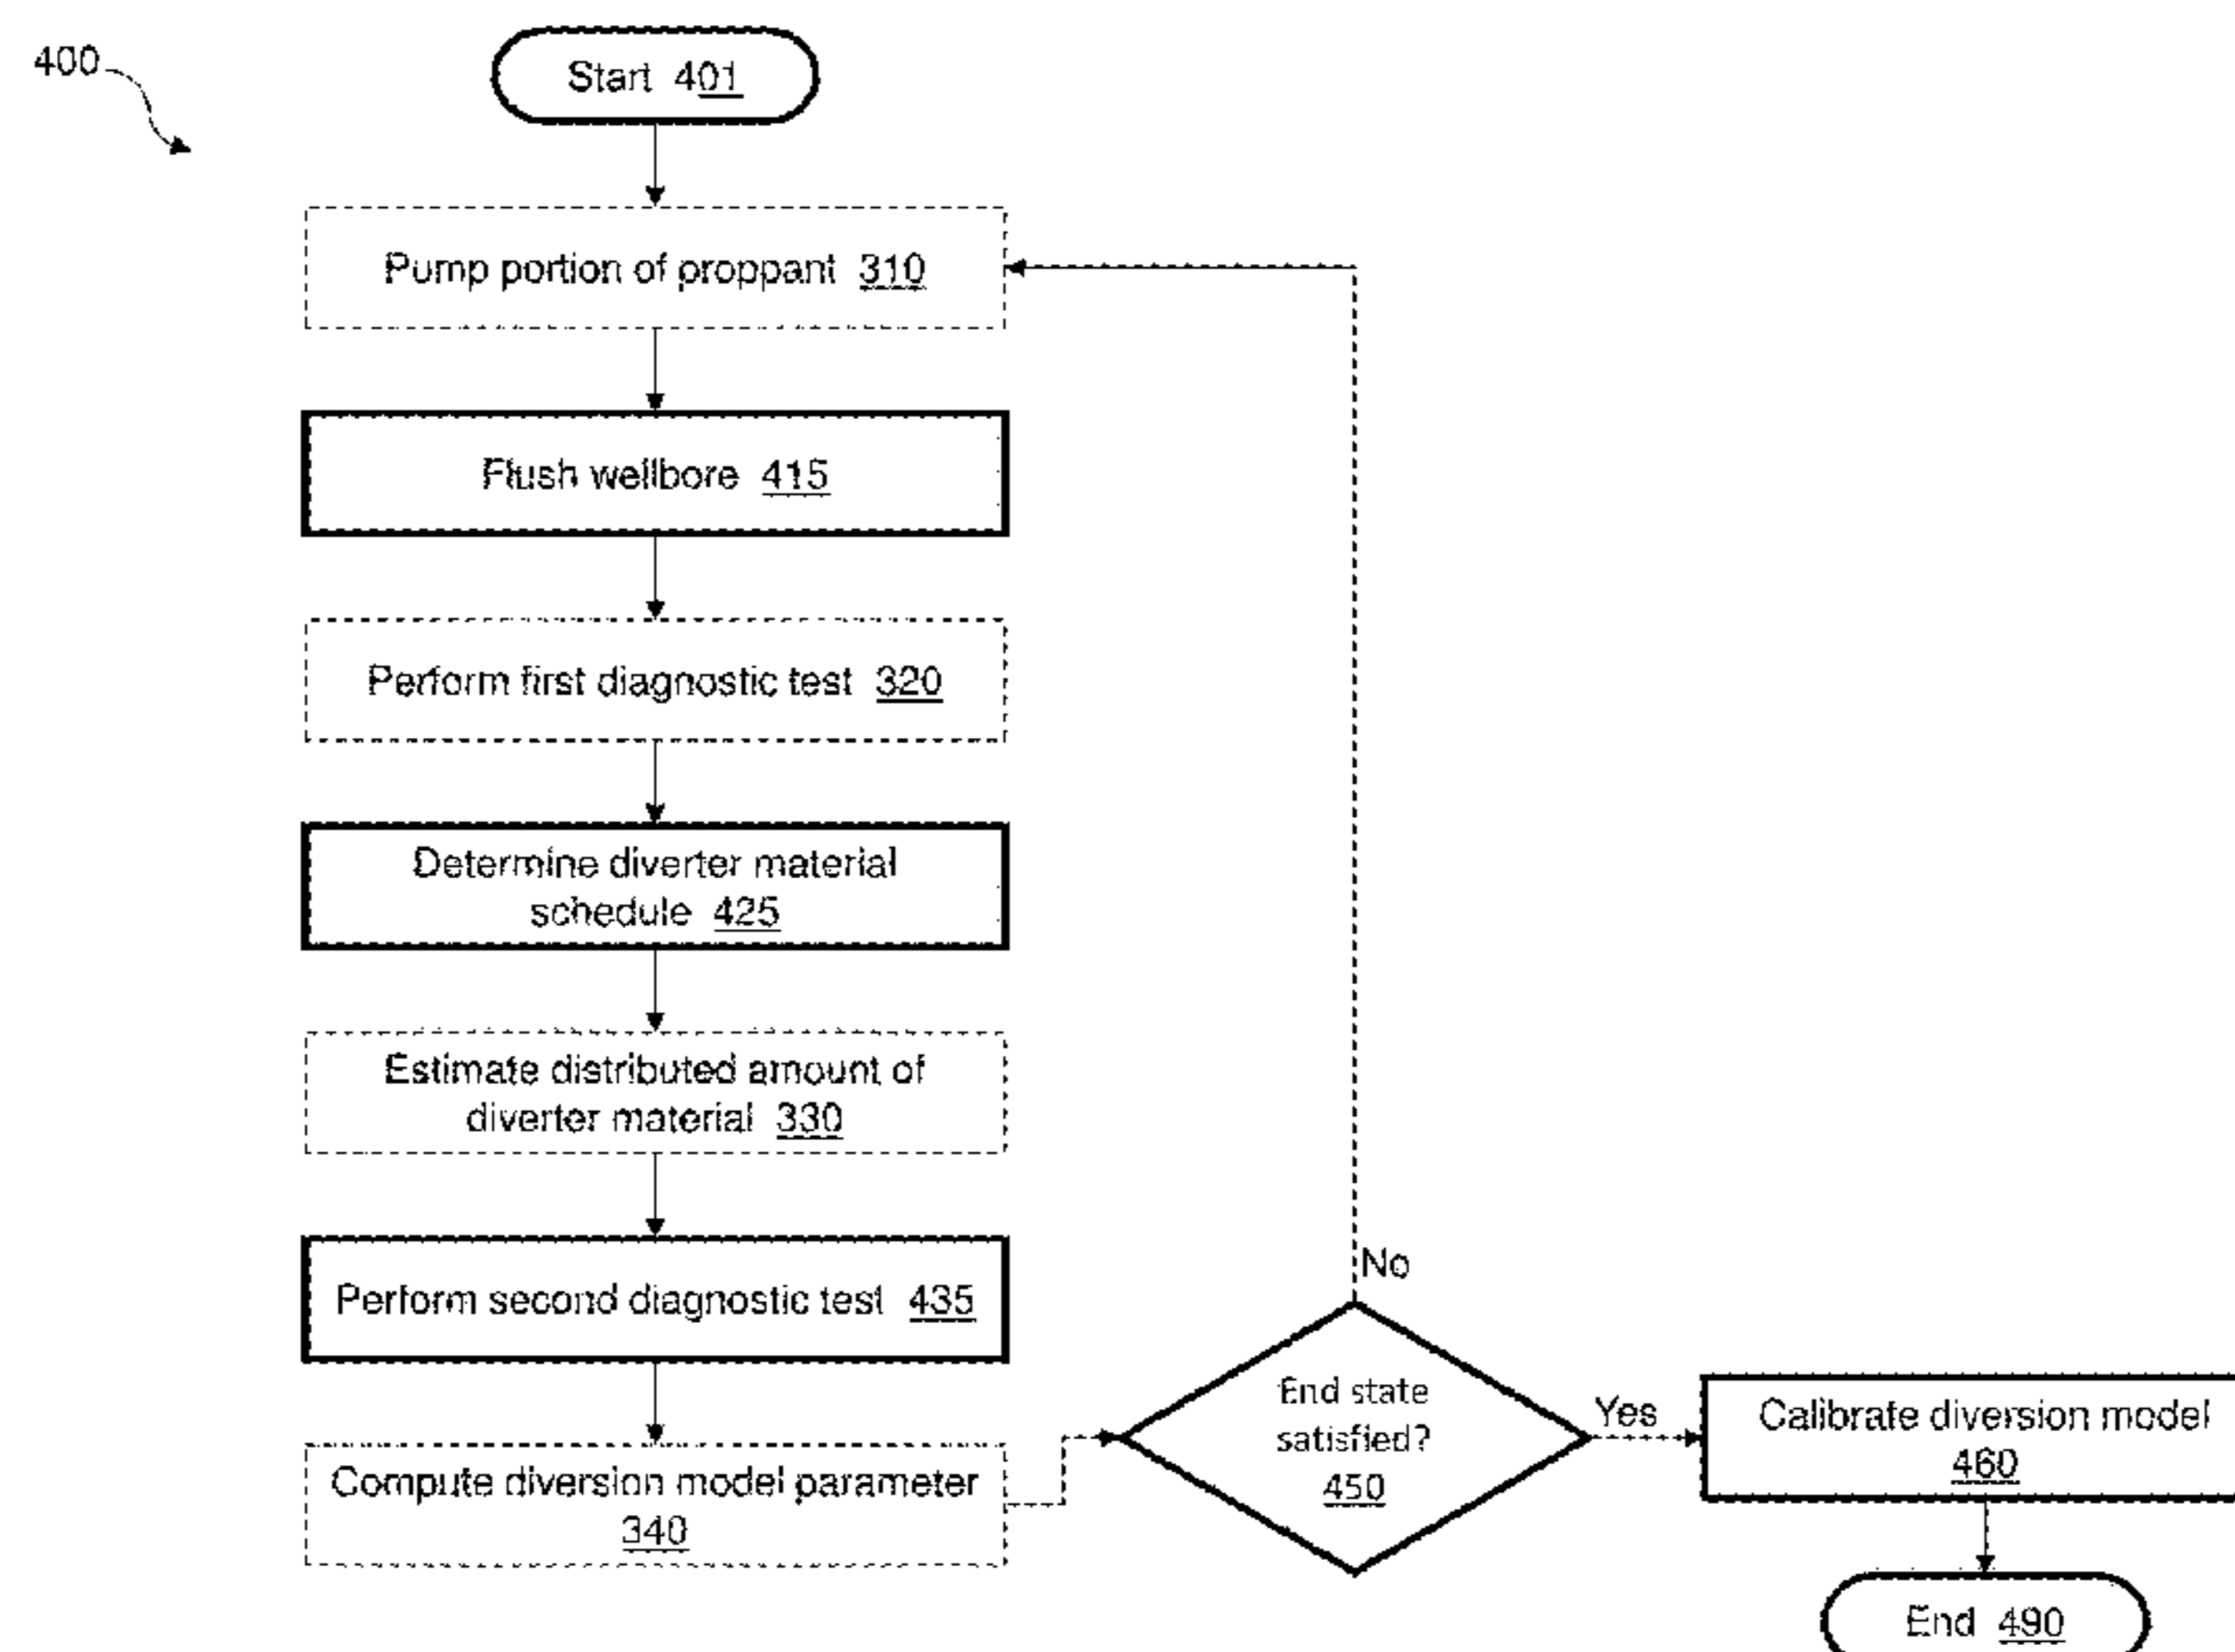 400
Start 401
Pump portion of proppant 310
Flush wellbore 415
Perform first diagnostic test 320
Determine diverter material
schedule 425
Estimate distributed amount of
diverter material 330
Perform second diagnostic test 435
Compute diversion model parameter
340
No
End state
satisfied?
450
Yes
Calibrate diversion model
460
End 490